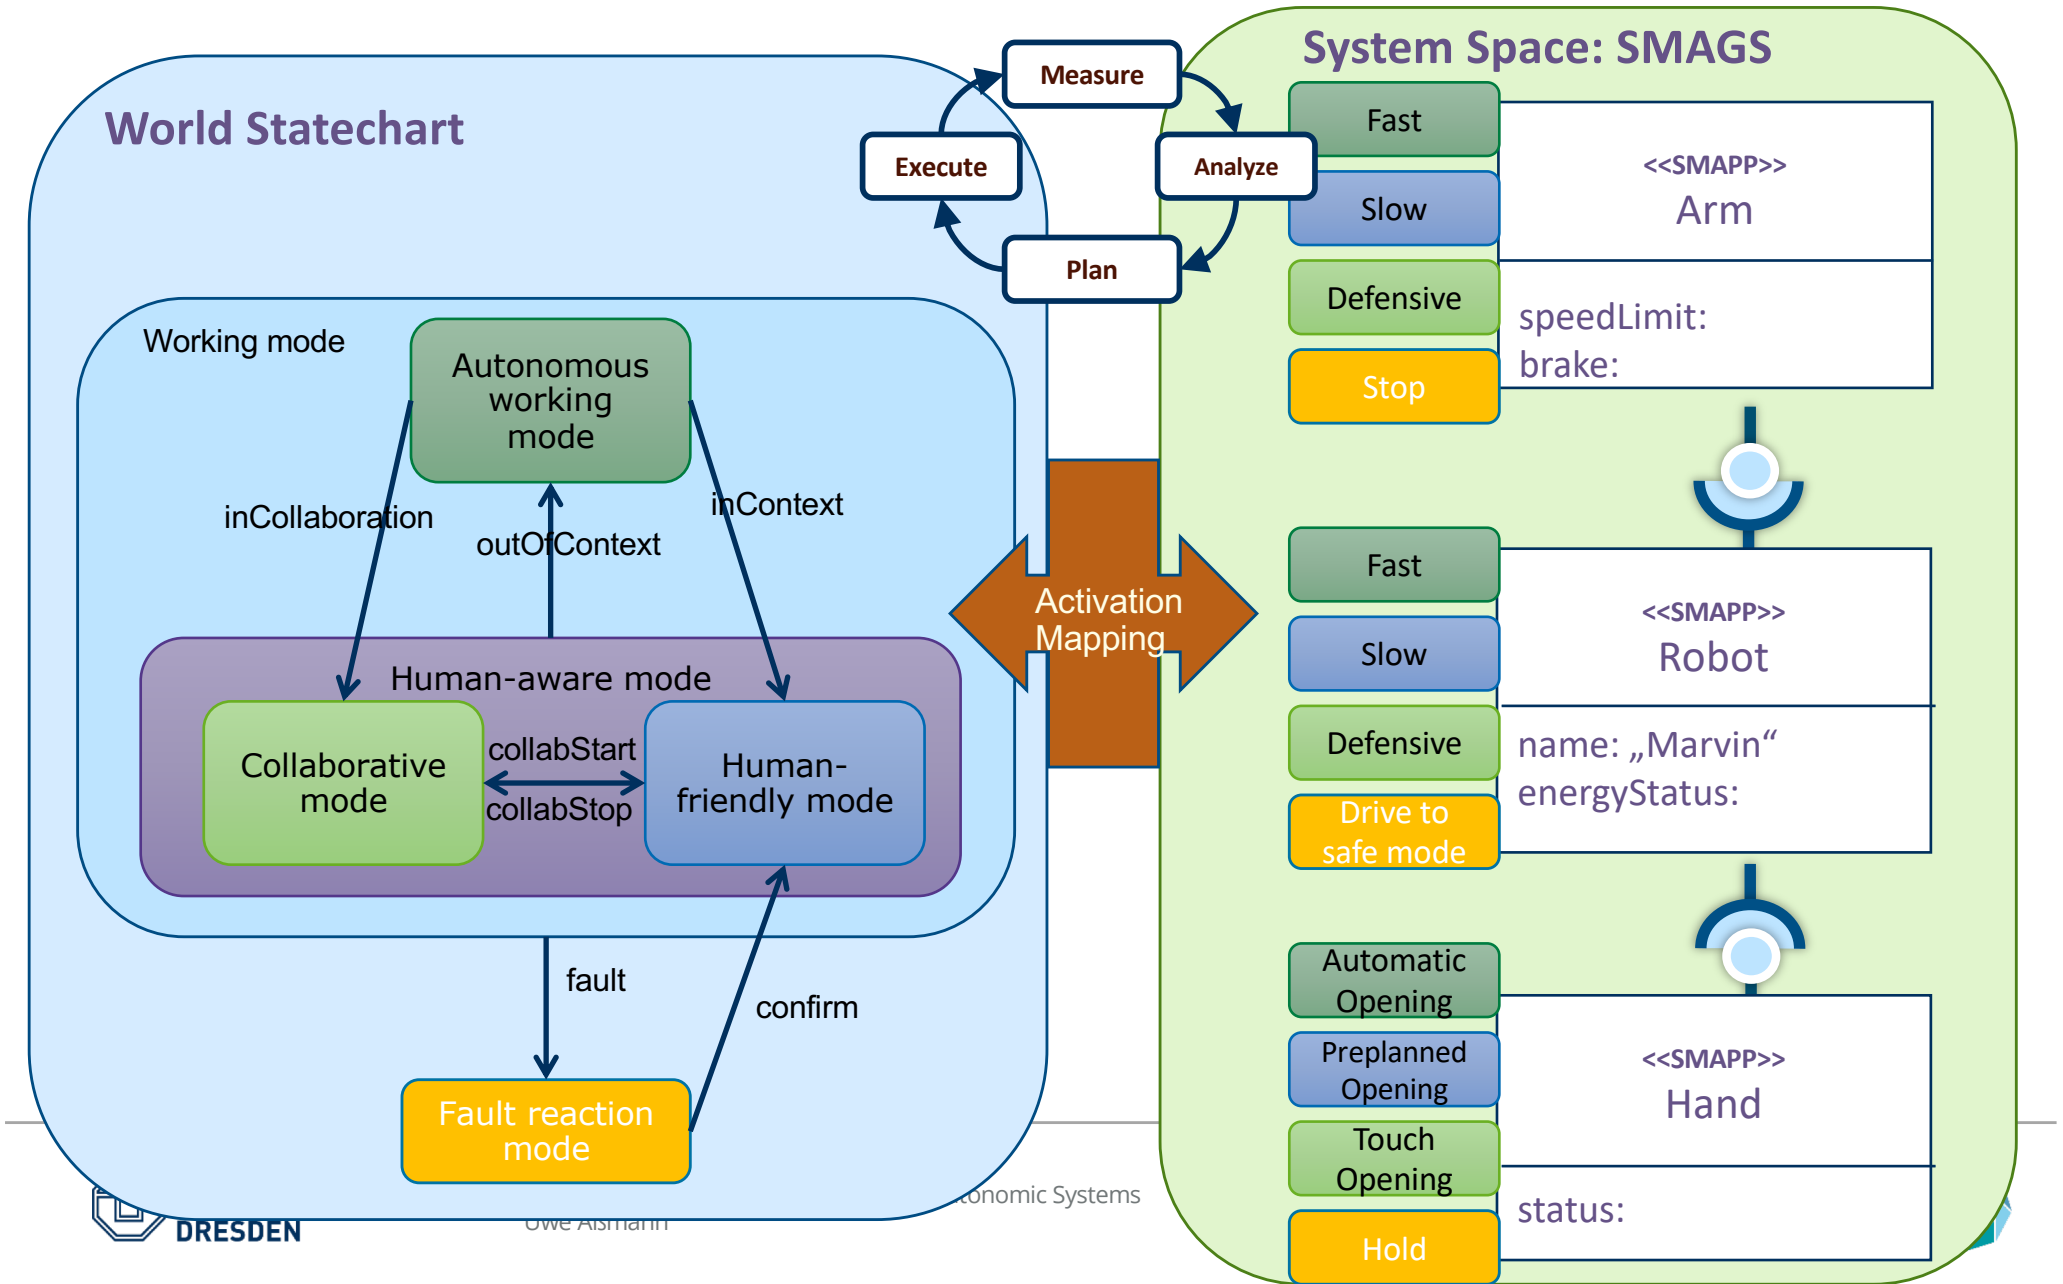 World Statechart
Measure
Execute
Analyze
Plan
Working mode
Autonomous
working
mode
inCollaboration
outOfContext
inContext
Human-aware mode
Collaborative
mode
collabStart
collabStop
Human-
friendly mode
fault
confirm
Fault reaction
mode
Activation
Mapping
System Space: SMAGS
Fast
Slow
Defensive
Stop
<<SMAPP>>
Arm
speedLimit:
brake:
Fast
Slow
Defensive
Drive to
safe mode
<<SMAPP>>
Robot
name: „Marvin“
energyStatus:
Automatic
Opening
Preplanned
Opening
Touch
Opening
Hold
<<SMAPP>>
Hand
status:
DRESDEN
Systems
Uwe Aßmann